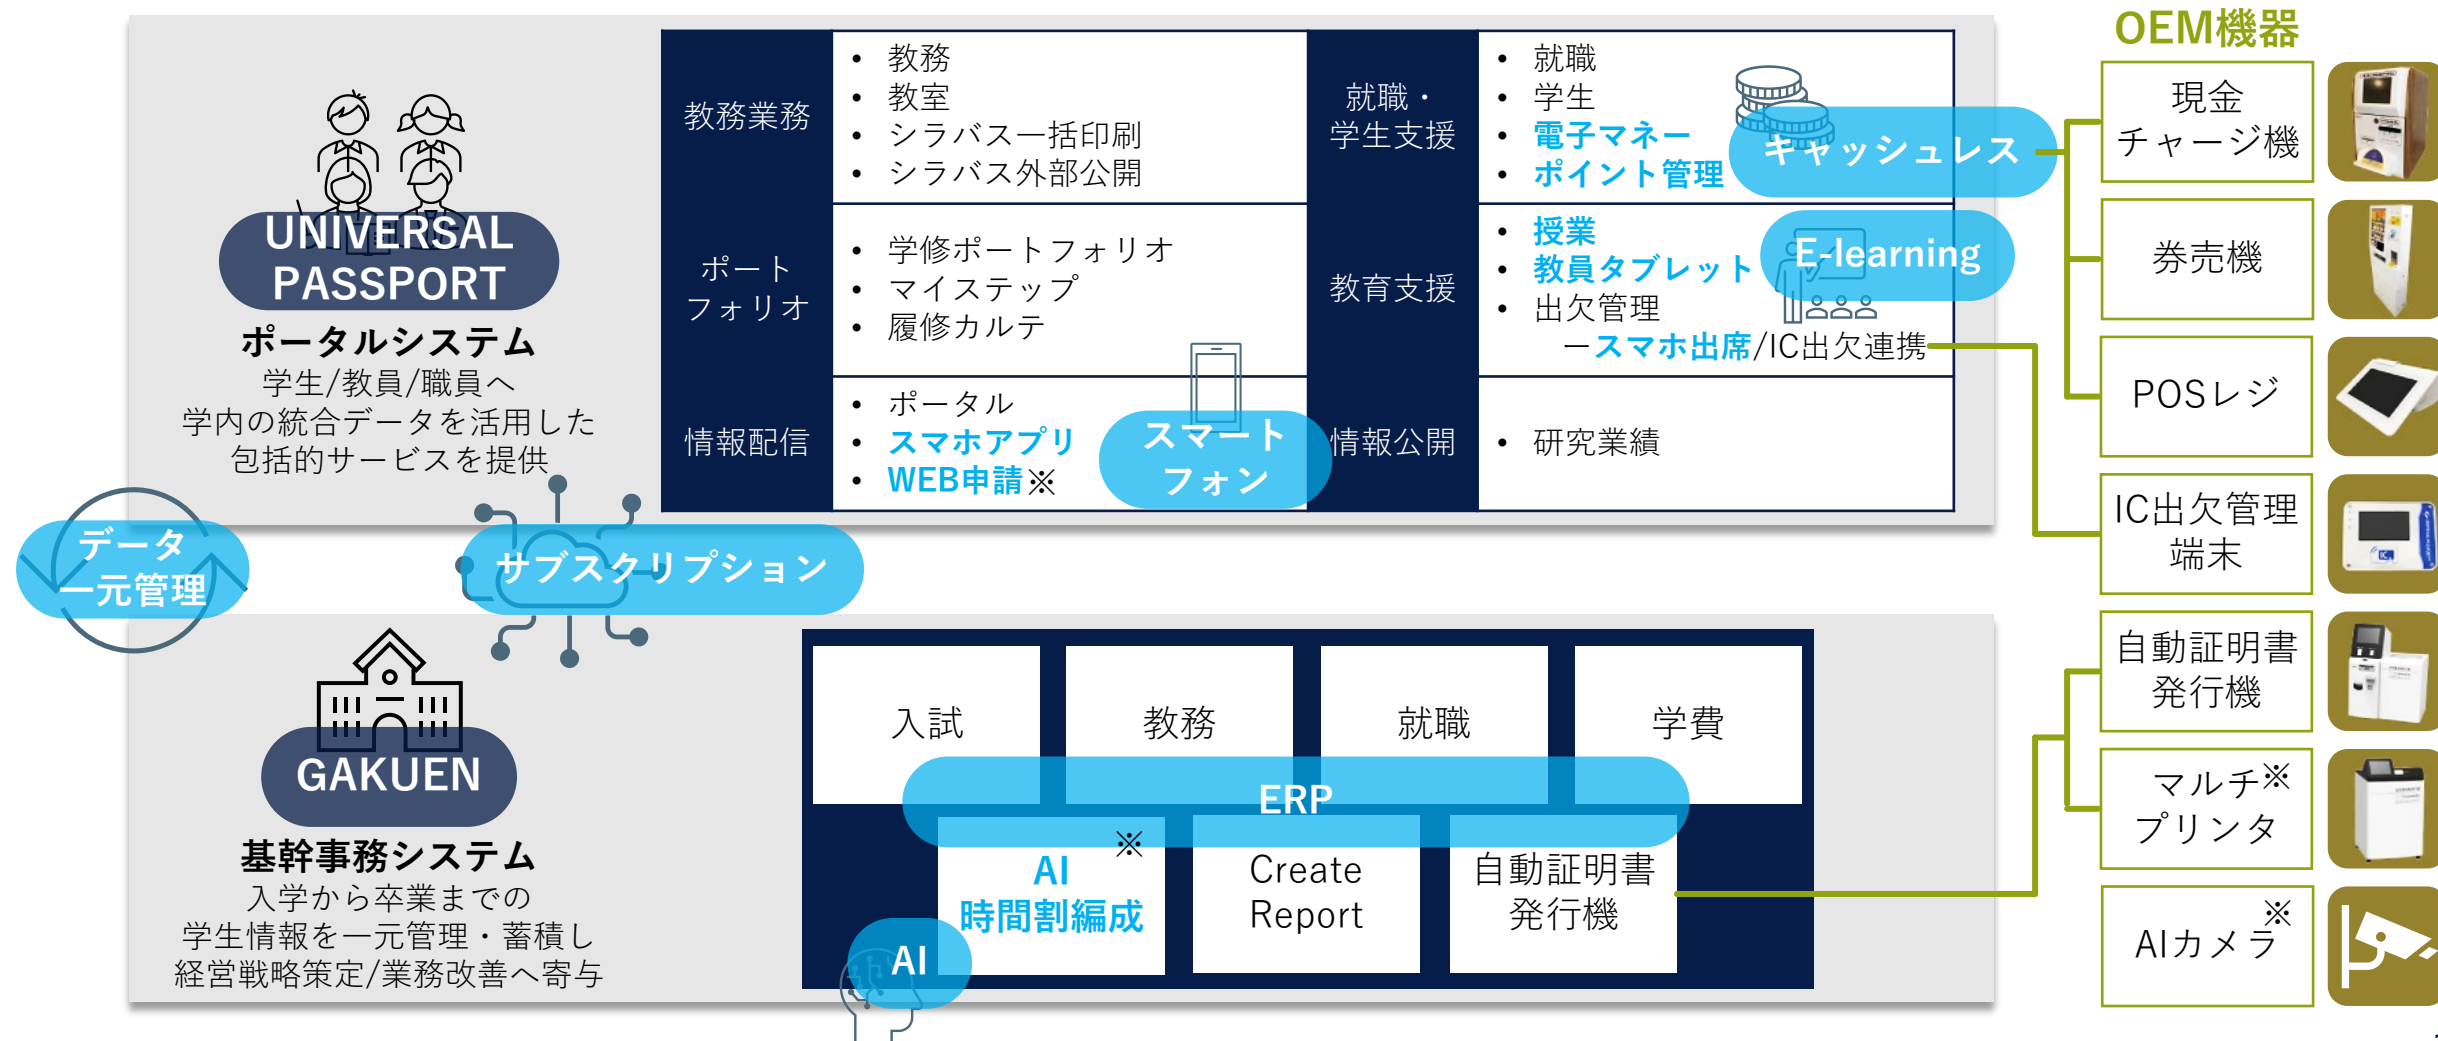 UNIVERSAL
PASSPORT
ポータルシステム
学生/教員/職員へ
学内の統合データを活用した
包括的サービスを提供
教務業務
• 教務
• 教室
• シラバス一括印刷
• シラバス外部公開
就職・
学生支援
• 就職
• 学生
• 電子マネー
• ポイント管理
キャッシュレス
ポート
フォリオ
• 学修ポートフォリオ
• マイステップ
• 履修カルテ
教育支援
• 授業
• 教員タブレット
• 出欠管理
ースマホ出席/IC出欠連携
E-learning
情報配信
• ポータル
• スマホアプリ
• WEB申請※
スマート
フォン
情報公開
• 研究業績
データ
一元管理
サブスクリプション
GAKUEN
基幹事務システム
入学から卒業までの
学生情報を一元管理・蓄積し
経営戦略策定/業務改善へ寄与
入試
教務
就職
学費
ERP
※
AI
時間割編成
Create
Report
自動証明書
発行機
AI
OEM機器
現金
チャージ機
券売機
POSレジ
IC出欠管理
端末
自動証明書
発行機
マルチ※
プリンタ
※
AIカメラ